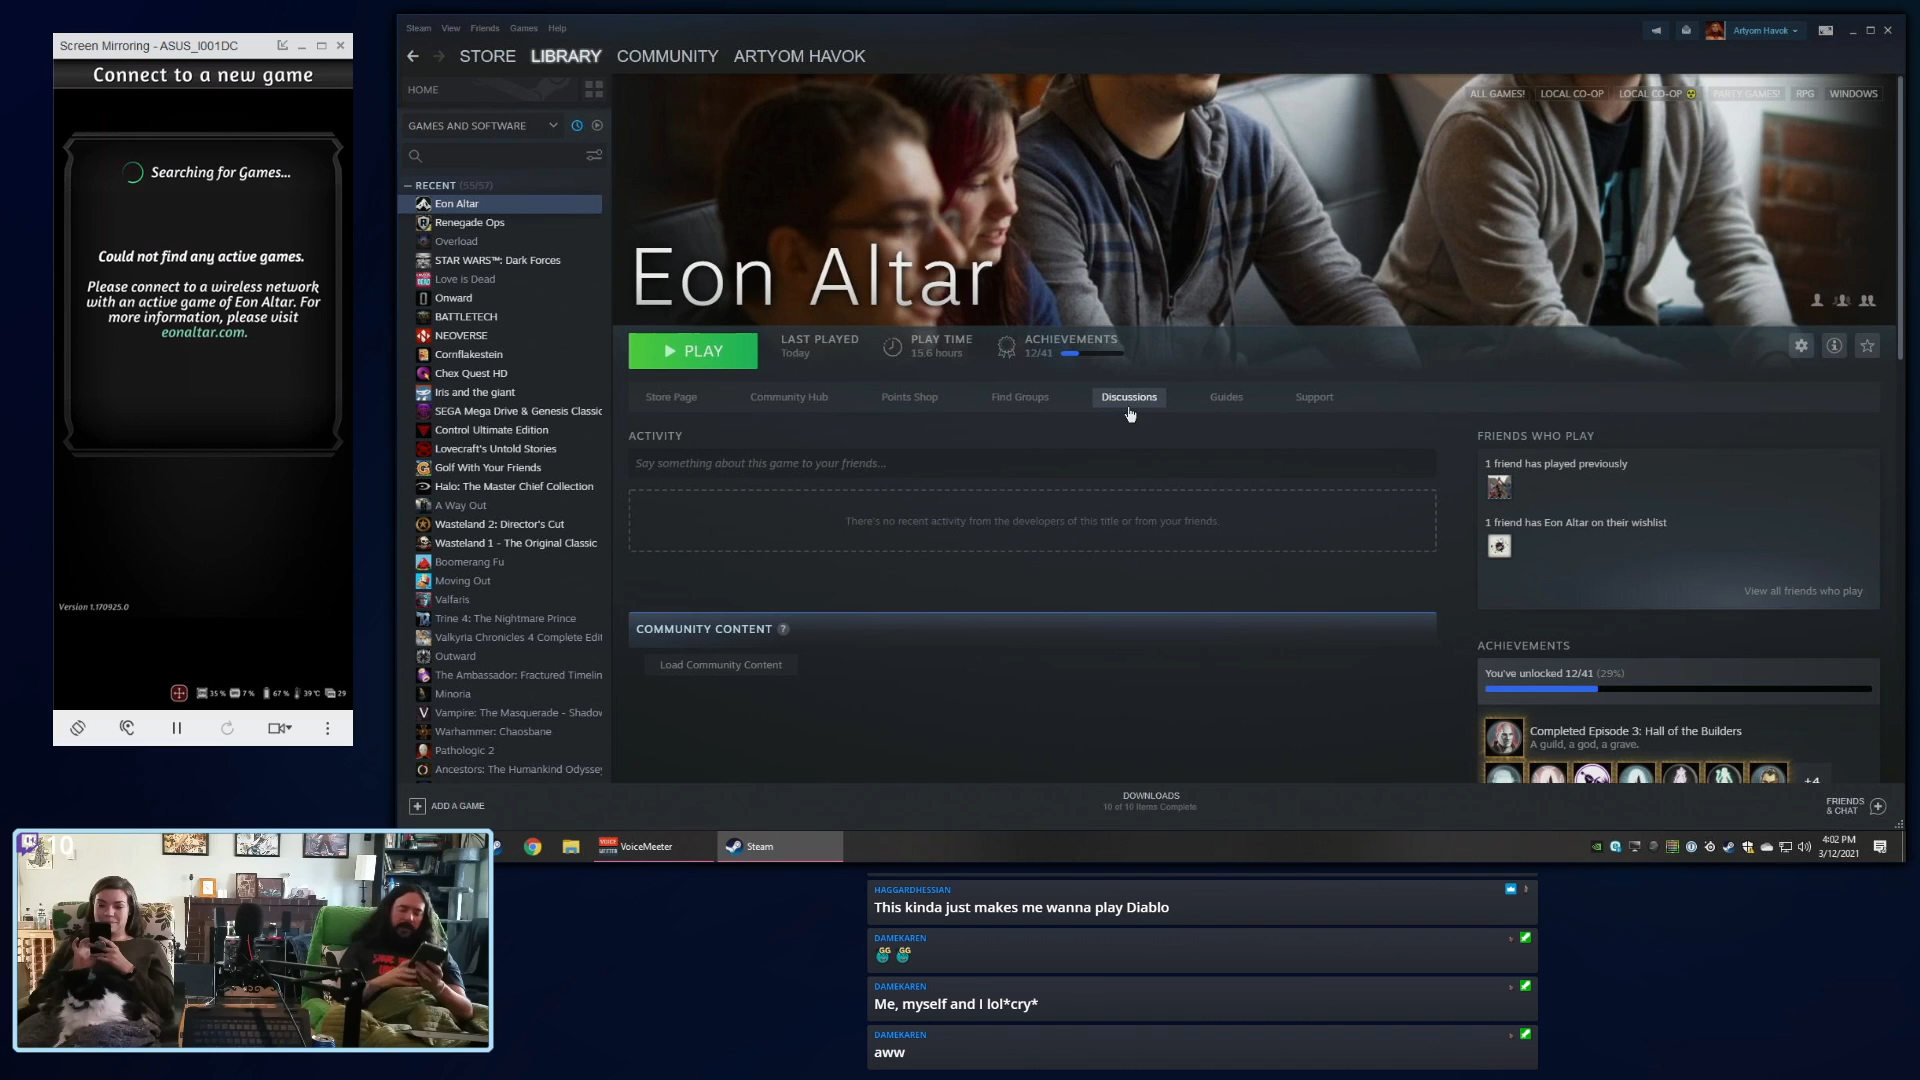 Screen Mirroring - ASUS_I001DC
Connect to a new game
Searching for Games...
Could not find any active games.
Please connect to a wireless network
with an active game of Eon Altar. For
more information, please visit
eonaltar.com.
Version 1.170925.0
35 % 7 % 67 % 39°C 29
Steam View Friends Games Help
Artyom Havok
STORE LIBRARY COMMUNITY ARTYOM HAVOK
HOME
GAMES AND SOFTWARE
RECENT (55/57)
Eon Altar
Renegade Ops
Overload
STAR WARS™: Dark Forces
Love is Dead
Onward
BATTLETECH
NEOVERSE
Cornflakestein
Chex Quest HD
Iris and the giant
SEGA Mega Drive & Genesis Classic
Control Ultimate Edition
Lovecraft's Untold Stories
Golf With Your Friends
Halo: The Master Chief Collection
A Way Out
Wasteland 2: Director's Cut
Wasteland 1 - The Original Classic
Boomerang Fu
Moving Out
Valfaris
Trine 4: The Nightmare Prince
Valkyria Chronicles 4 Complete Edit
Outward
The Ambassador: Fractured Timelin
Minoria
Vampire: The Masquerade - Shadov
Warhammer: Chaosbane
Pathologic 2
Ancestors: The Humankind Odyssey
ADD A GAME
ALL GAMES! LOCAL CO-OP LOCAL CO-OP PARTY GAMES! RPG WINDOWS
Eon Altar
PLAY
LAST PLAYED
Today
PLAY TIME
15.6 hours
ACHIEVEMENTS
12/41
Store Page Community Hub Points Shop Find Groups Discussions Guides Support
ACTIVITY
Say something about this game to your friends...
There's no recent activity from the developers of this title or from your friends.
COMMUNITY CONTENT ?
Load Community Content
FRIENDS WHO PLAY
1 friend has played previously
1 friend has Eon Altar on their wishlist
View all friends who play
ACHIEVEMENTS
You've unlocked 12/41 (29%)
Completed Episode 3: Hall of the Builders
A guild, a god, a grave.
+4
DOWNLOADS
10 of 10 Items Complete
FRIENDS
& CHAT
VoiceMeeter
Steam
4:02 PM
3/12/2021
10
HAGGARDHESSIAN
This kinda just makes me wanna play Diablo
DAMEKAREN
GG GG
DAMEKAREN
Me, myself and I lol*cry*
DAMEKAREN
aww